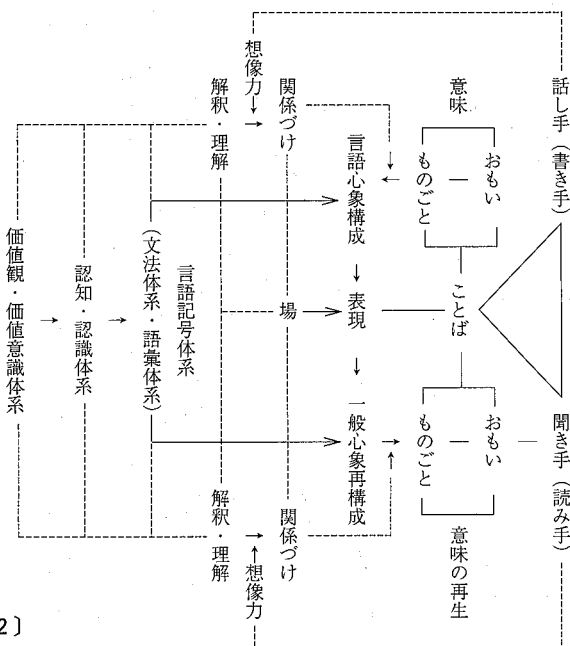 話し手（書き手）
聞き手（読み手）
意味
おもい
ものごと
ことば
おもい
ものごと
意味の再生
想像力
関係づけ
解釈・理解
言語心象構成
表現
一般心象再構成
場
言語記号体系
（文法体系・語彙体系）
認知・認識体系
価値観・価値意識体系
関係づけ
解釈・理解
想像力
2〕